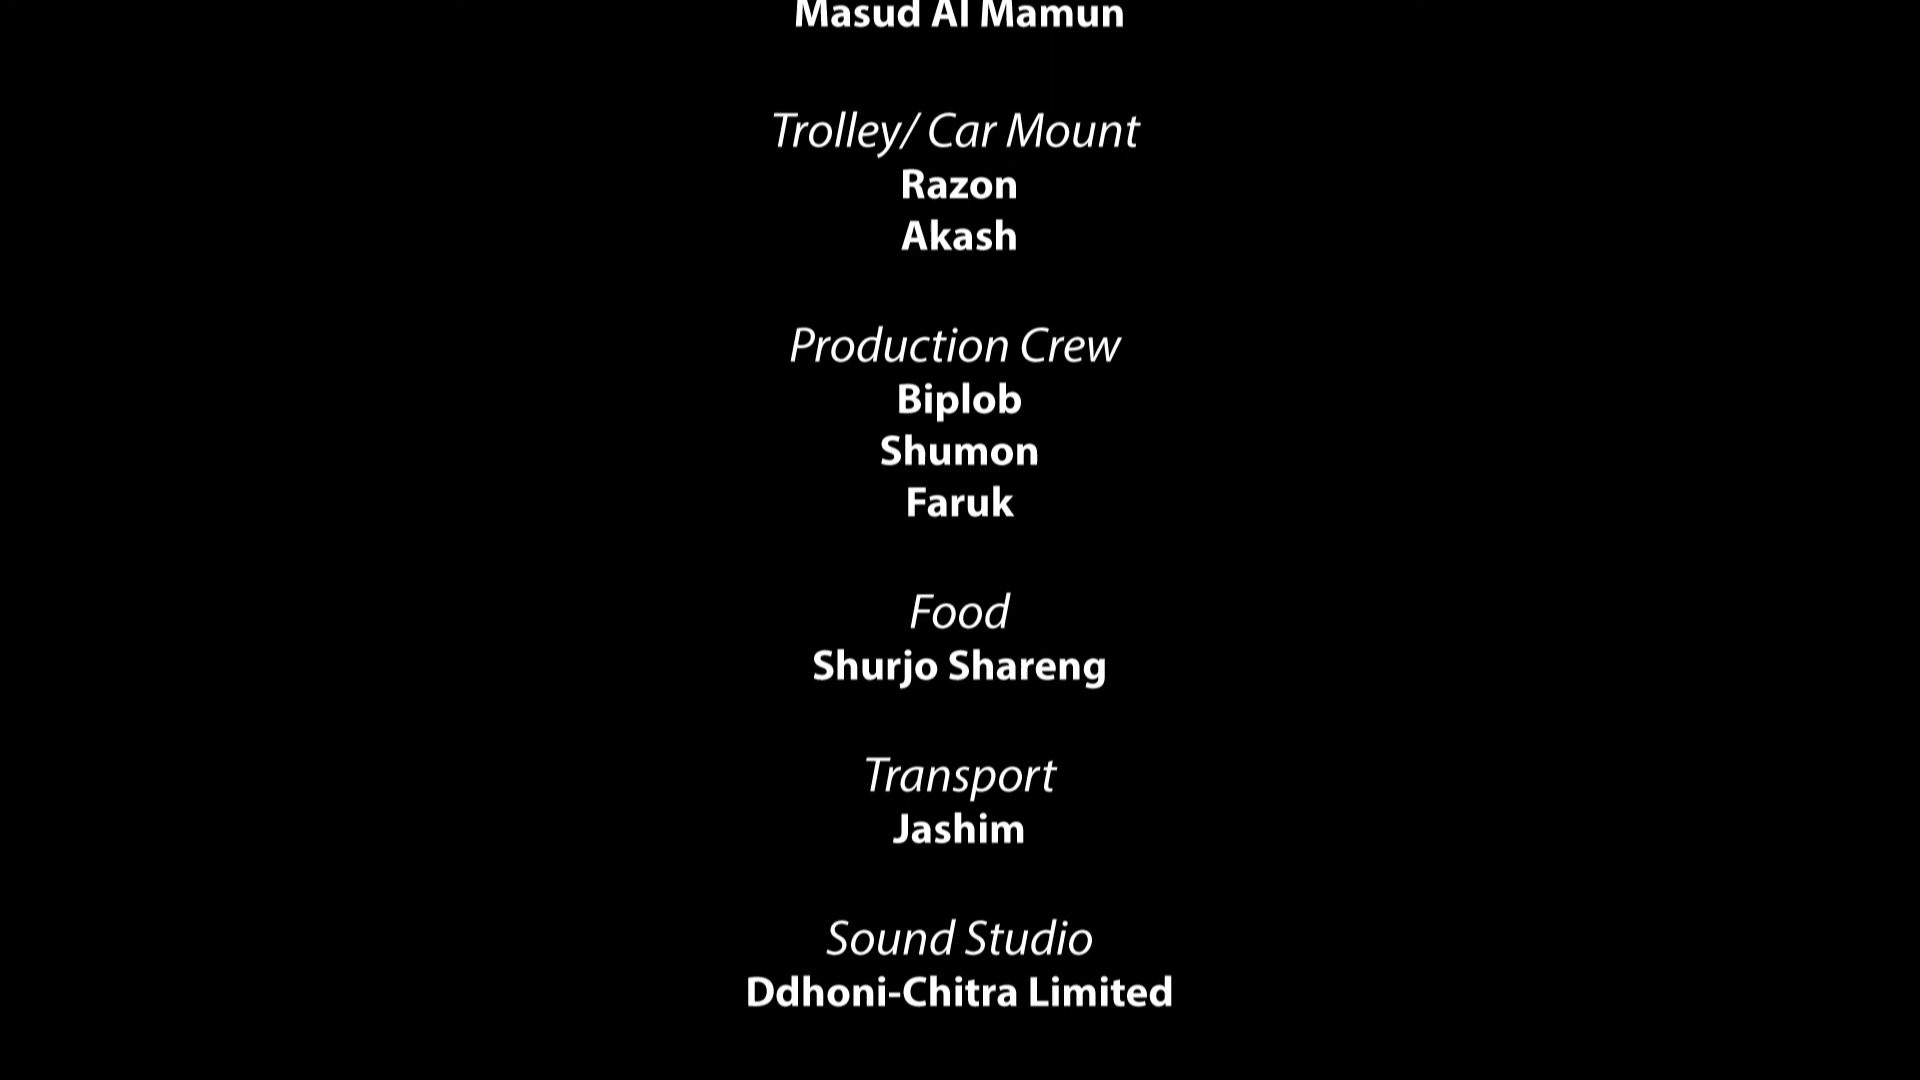 Masud Al Mamun
Trolley/ Car Mount
Razon
Akash
Production Crew
Biplob
Shumon
Faruk
Food
Shurjo Shareng
Transport
Jashim
Sound Studio
Ddhoni-Chitra Limited